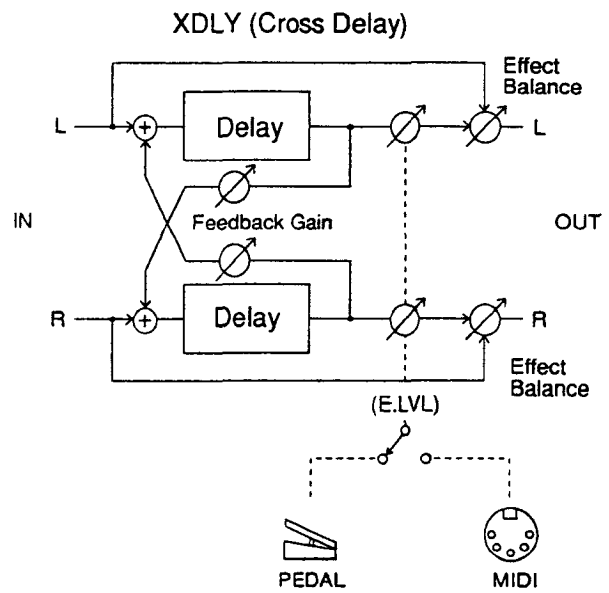 XDLY (Cross Delay)
Effect
Balance
L
Delay
L
IN
Feedback Gain
OUT
R
Delay
R
Effect
Balance
(E.LVL)
PEDAL
MIDI